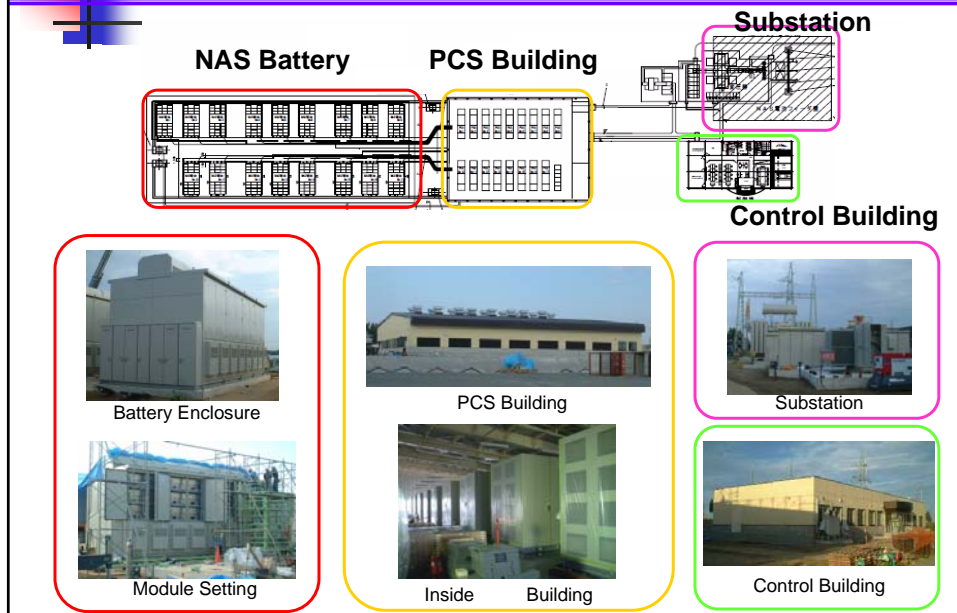 Substation
NAS Battery
PCS Building
Control Building
Battery Enclosure
PCS Building
Substation
Module Setting
Inside Building
Control Building